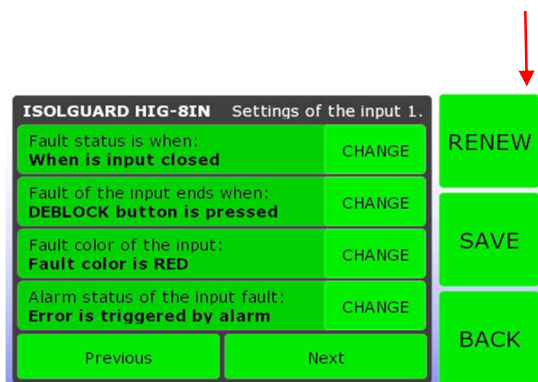 ISOLGUARD HIG-8IN Settings of the input 1.
Fault status is when:
When is input closed
CHANGE
Fault of the input ends when:
DEBLOCK button is pressed
CHANGE
Fault color of the input:
Fault color is RED
CHANGE
Alarm status of the input fault:
Error is triggered by alarm
CHANGE
Previous
Next
RENEW
SAVE
BACK